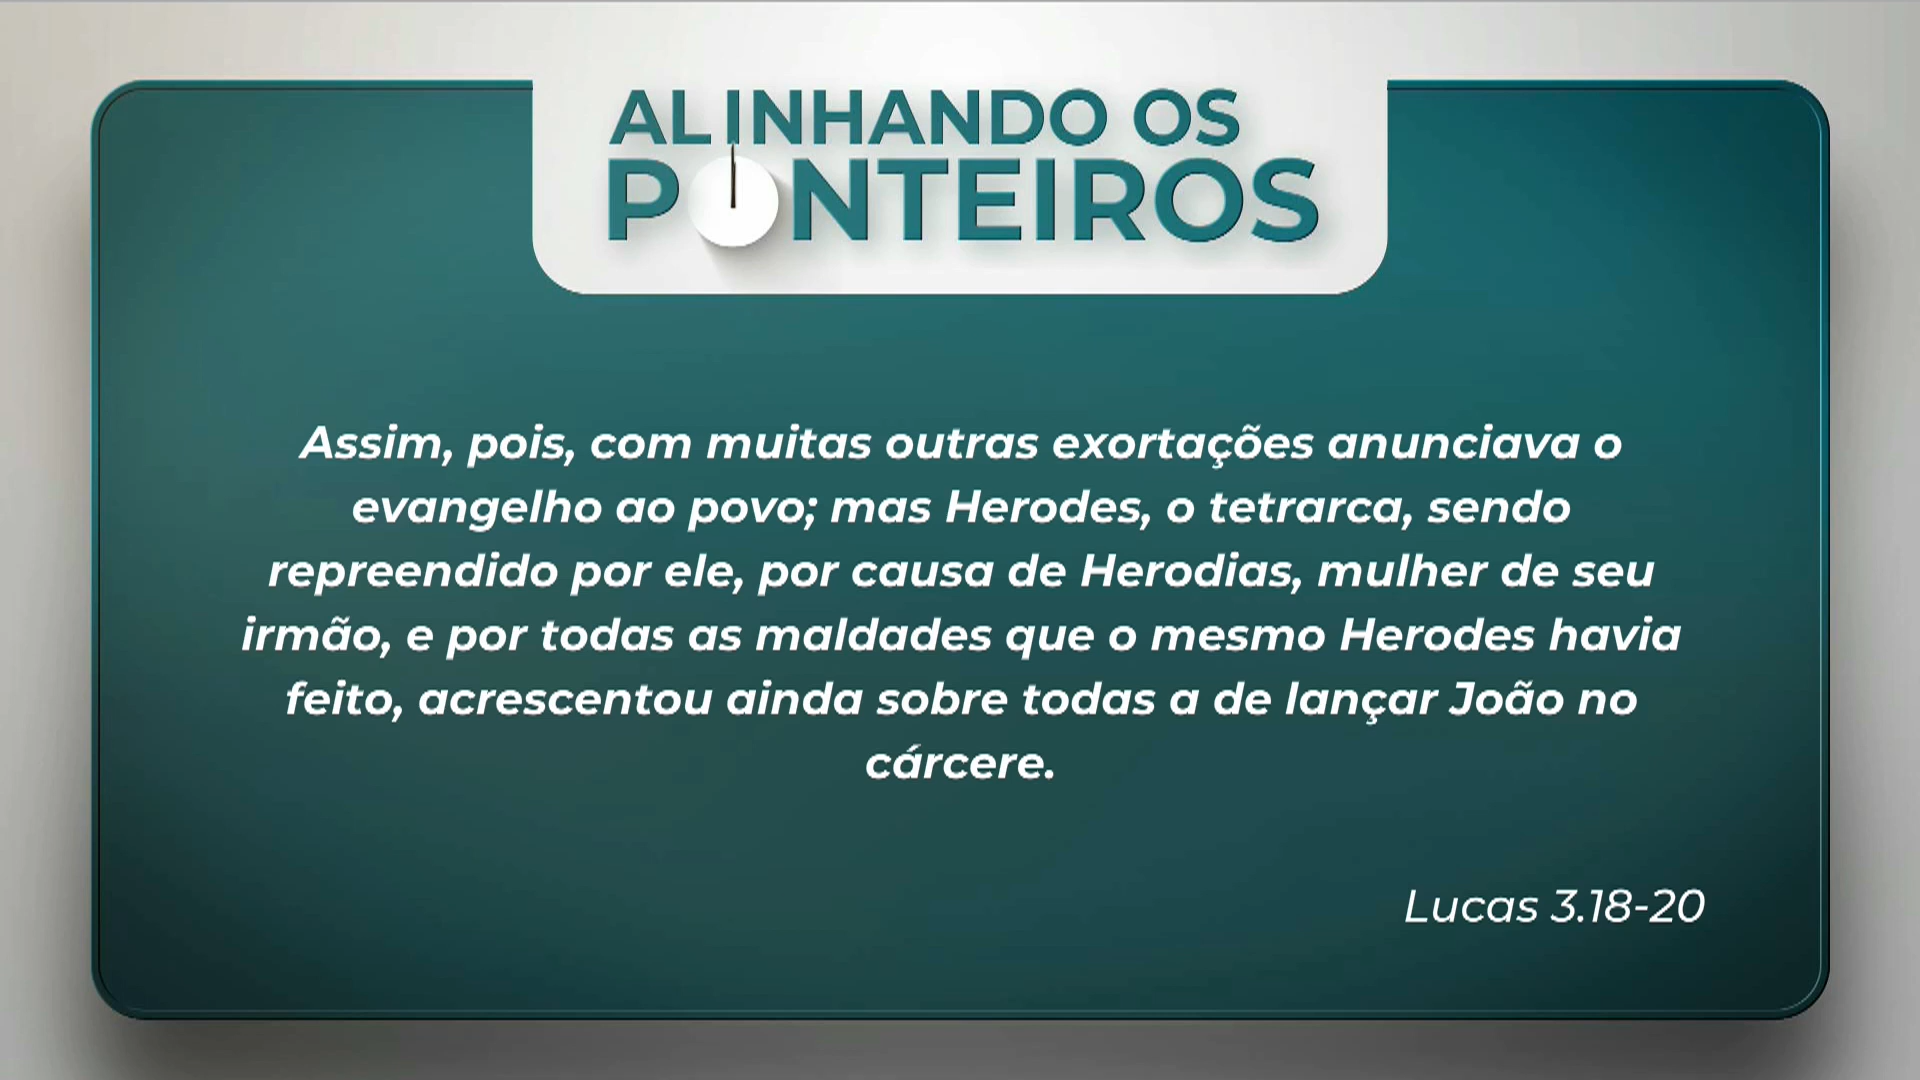 ALINHANDO OS
PONTEIROS
Assim, pois, com muitas outras exortações anunciava o
evangelho ao povo; mas Herodes, o tetrarca, sendo
repreendido por ele, por causa de Herodias, mulher de seu
irmão, e por todas as maldades que o mesmo Herodes havia
feito, acrescentou ainda sobre todas a de lançar João no
cárcere.
Lucas 3.18-20